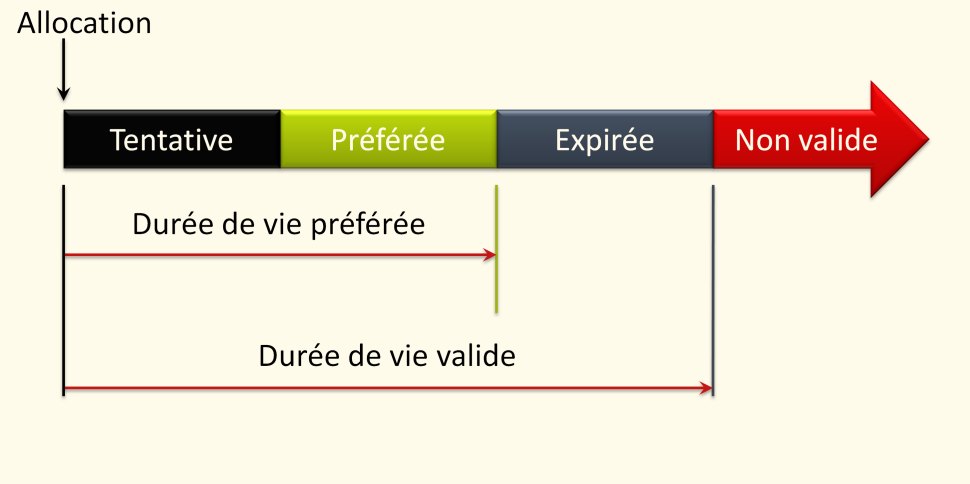 Allocation
Tentative
Préférée
Expirée
Non valide
Durée de vie préférée
Durée de vie valide